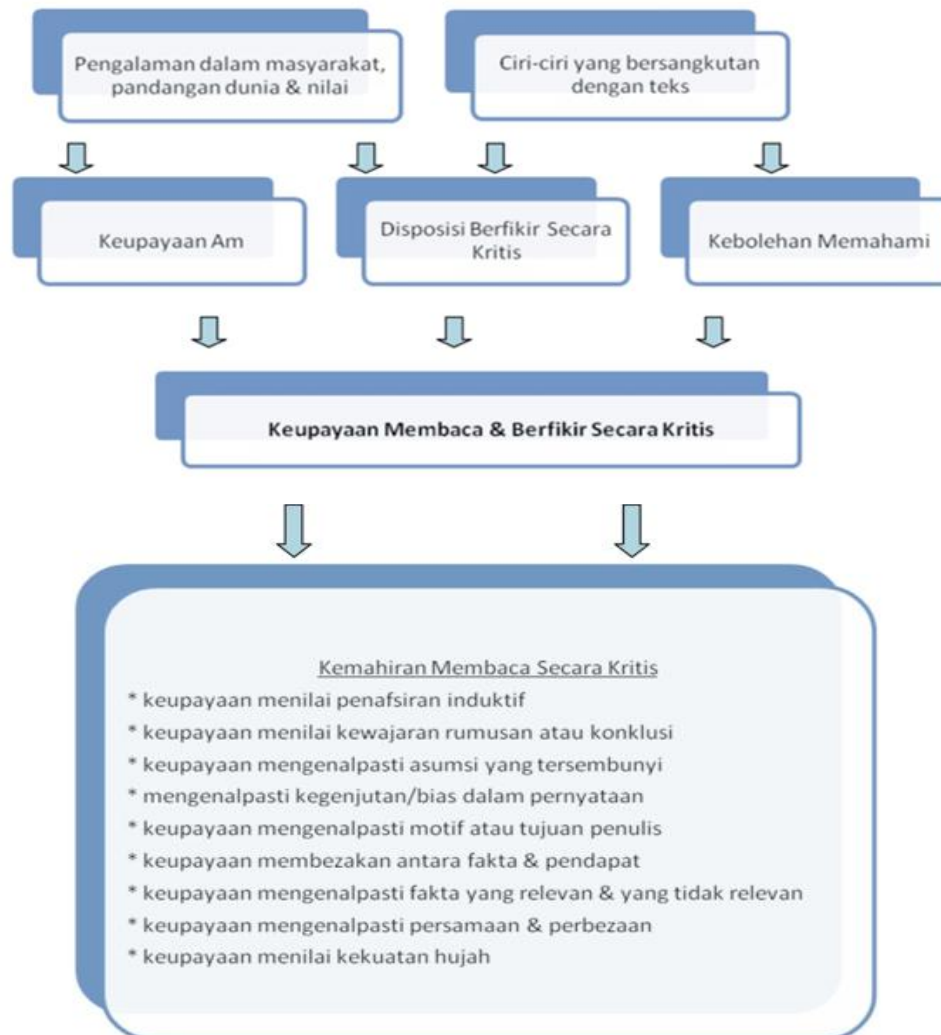 Pengalaman dalam masyarakat,
pandangan dunia & nilai
Ciri-ciri yang bersangkutan
dengan teks
Keupayaan Am
Disposisi Berfikir Secara
Kritis
Kebolehan Memahami
Keupayaan Membaca & Berfikir Secara Kritis
Kemahiran Membaca Secara Kritis
* keupayaan menilai penafsiran induktif
* keupayaan menilai kewajaran rumusan atau konklusi
* keupayaan mengenalpasti asumsi yang tersembunyi
* mengenalpasti kegenjutan/bias dalam pernyataan
* keupayaan mengenalpasti motif atau tujuan penulis
* keupayaan membezakan antara fakta & pendapat
* keupayaan mengenalpasti fakta yang relevan & yang tidak relevan
* keupayaan mengenalpasti persamaan & perbezaan
* keupayaan menilai kekuatan hujah